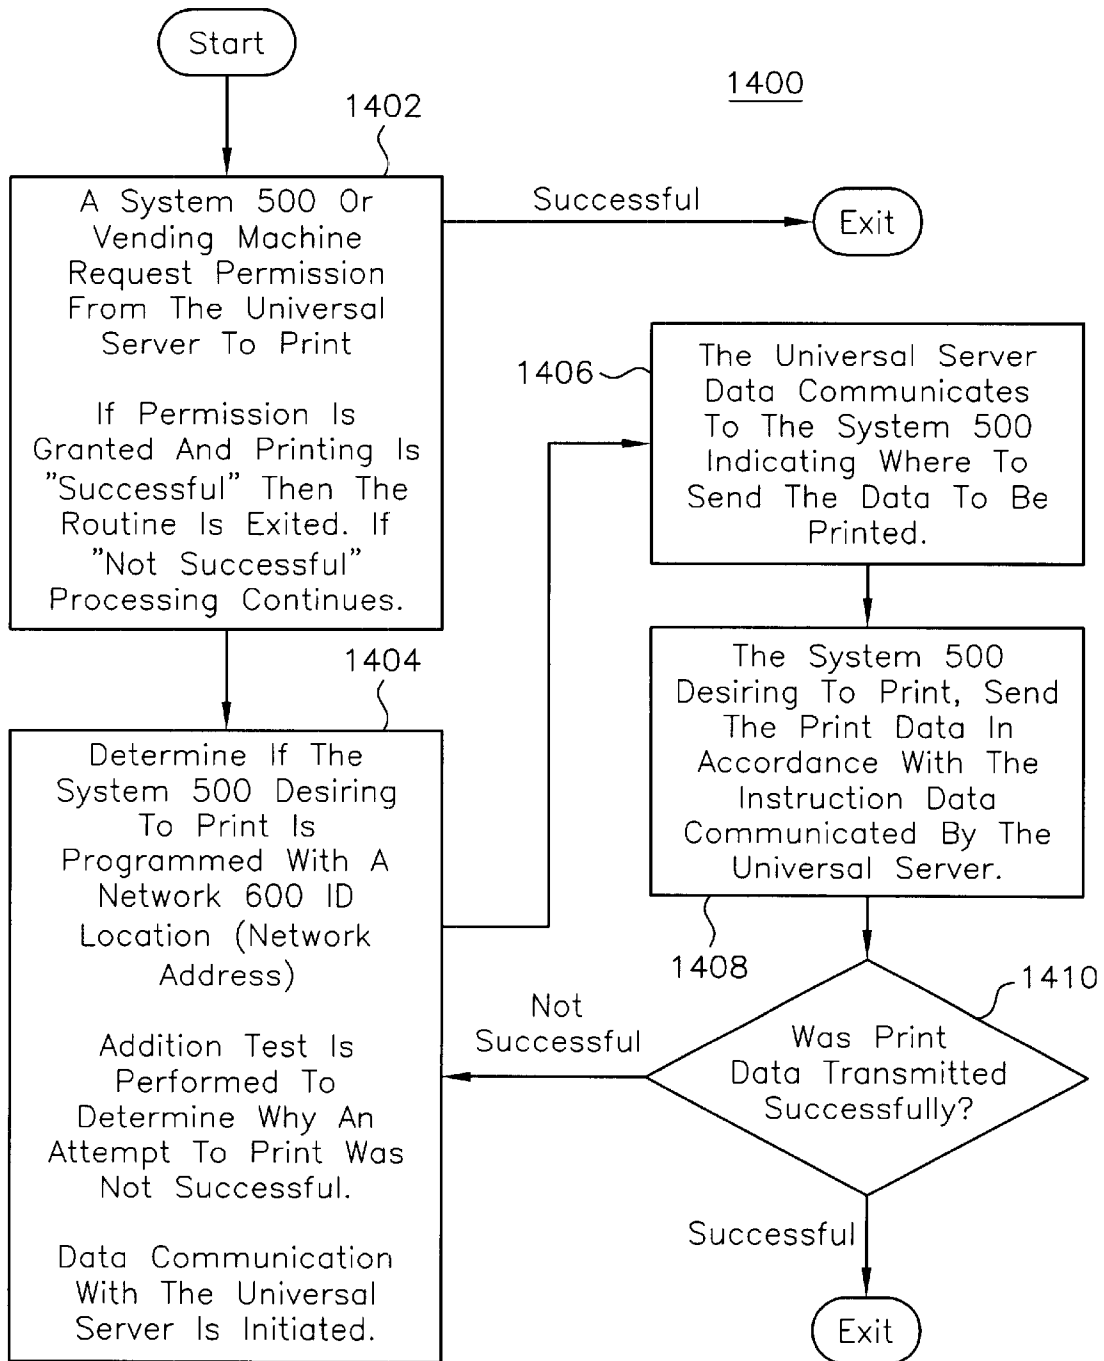 Start
1400
1402
A System 500 Or
Vending Machine
Request Permission
From The Universal
Server To Print
If Permission Is
Granted And Printing Is
"Successful" Then The
Routine Is Exited. If
"Not Successful"
Processing Continues.
Successful
Exit
1404
Determine If The
System 500 Desiring
To Print Is
Programmed With A
Network 600 ID
Location (Network
Address)
Addition Test Is
Performed To
Determine Why An
Attempt To Print Was
Not Successful.
Data Communication
With The Universal
Server Is Initiated.
1406
The Universal Server
Data Communicates
To The System 500
Indicating Where To
Send The Data To Be
Printed.
The System 500
Desiring To Print, Send
The Print Data In
Accordance With The
Instruction Data
Communicated By The
Universal Server.
1408
1410
Was Print
Data Transmitted
Successfully?
Not
Successful
Successful
Exit